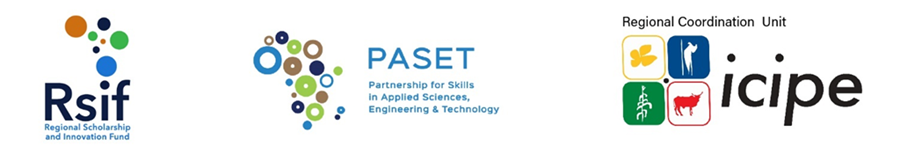 Rsif
Regional Scholarship
and Innovation Fund
PASET
Partnership for Skills
in Applied Sciences,
Engineering & Technology
Regional Coordination Unit
icipe